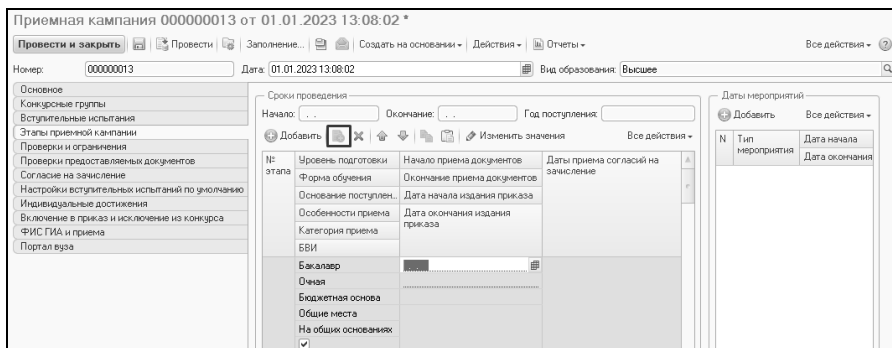 Приемная кампания 000000013 от 01.01.2023 13:08:02 *
Провести и закрыть Провести Заполнение... Создать на основании Действия Отчеты Все действия
Номер: 000000013 Дата: 01.01.2023 13:08:02 Вид образования: Высшее
Основное
Конкурсные группы
Вступительные испытания
Этапы приемной кампании
Проверки и ограничения
Проверки предоставляемых документов
Согласие на зачисление
Настройки вступительных испытаний по умолчанию
Индивидуальные достижения
Включение в приказ и исключение из конкурса
ФИС ГИА и приема
Портал вуза
Сроки проведения
Начало: . . Окончание: . . Год поступления:
Добавить Изменить значения Все действия
№ этапа
Уровень подготовки
Форма обучения
Основание поступлен...
Особенности приема
Категория приема
БВИ
Начало приема документов
Окончание приема документов
Дата начала издания приказа
Дата окончания издания
приказа
Даты приема согласий на
зачисление
Бакалавр
Очная
Бюджетная основа
Общие места
На общих основаниях
Даты мероприятий
Добавить Все действия
N
Тип
мероприятия
Дата начала
Дата окончания